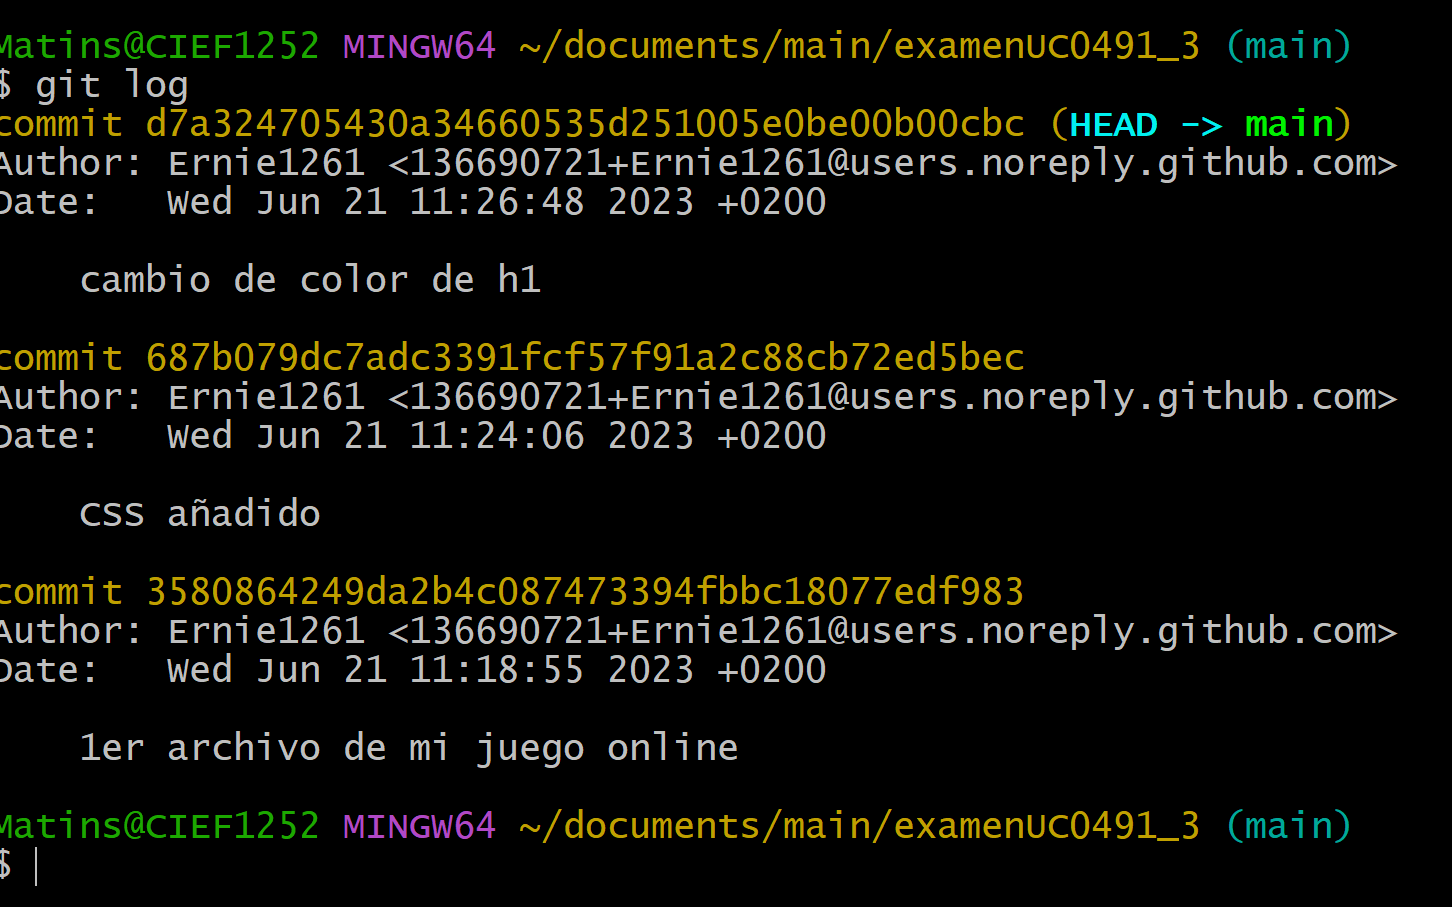 Matins@CIEF1252 MINGW64 ~/documents/main/examenUC0491_3 (main)
$ git log
commit d7a324705430a34660535d251005e0be00b00cbc (HEAD -> main)
Author: Ernie1261 <136690721+Ernie1261@users.noreply.github.com>
Date:   Wed Jun 21 11:26:48 2023 +0200
    cambio de color de h1
commit 687b079dc7adc3391fcf57f91a2c88cb72ed5bec
Author: Ernie1261 <136690721+Ernie1261@users.noreply.github.com>
Date:   Wed Jun 21 11:24:06 2023 +0200
    CSS añadido
commit 3580864249da2b4c087473394fbbc18077edf983
Author: Ernie1261 <136690721+Ernie1261@users.noreply.github.com>
Date:   Wed Jun 21 11:18:55 2023 +0200
    1er archivo de mi juego online
Matins@CIEF1252 MINGW64 ~/documents/main/examenUC0491_3 (main)
$